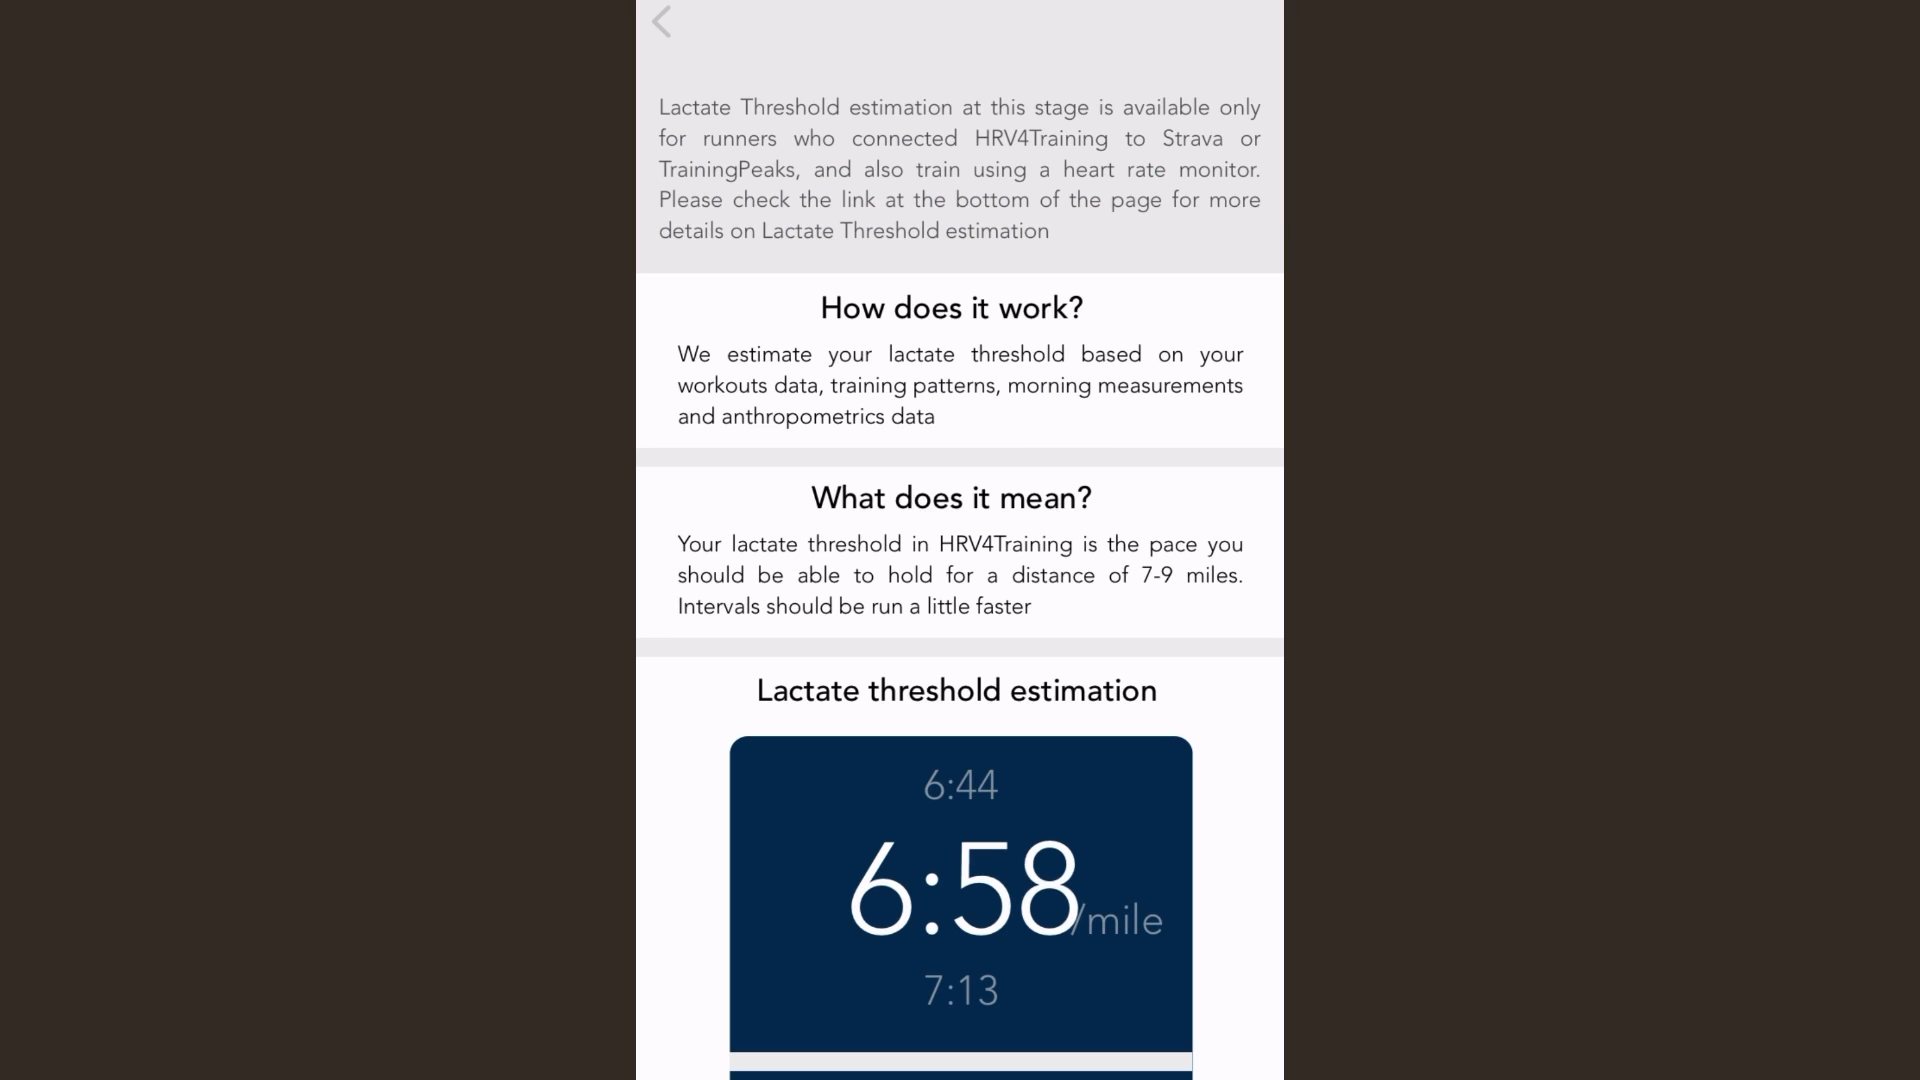 Lactate Threshold estimation at this stage is available only
for runners who connected HRV4Training to Strava or
TrainingPeaks, and also train using a heart rate monitor.
Please check the link at the bottom of the page for more
details on Lactate Threshold estimation
How does it work?
We estimate your lactate threshold based on your
workouts data, training patterns, morning measurements
and anthropometrics data
What does it mean?
Your lactate threshold in HRV4Training is the pace you
should be able to hold for a distance of 7-9 miles.
Intervals should be run a little faster
Lactate threshold estimation
6:44
6:58/mile
7:13